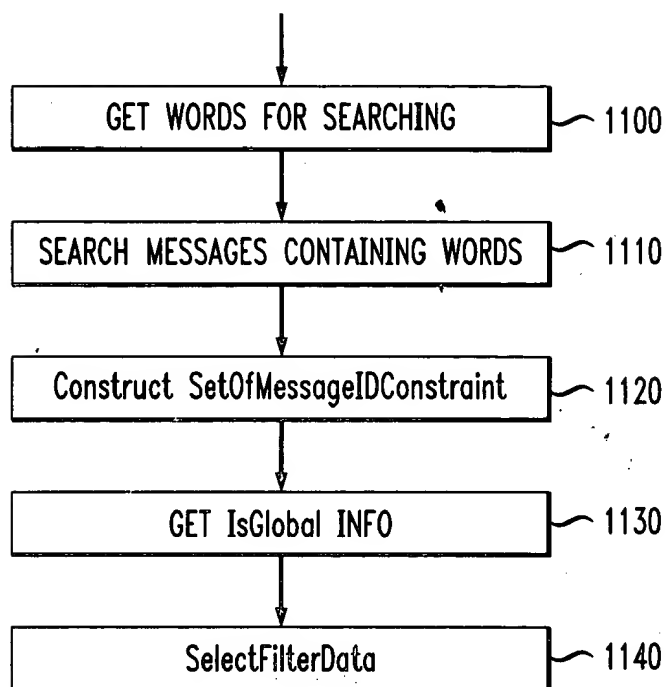 GET WORDS FOR SEARCHING 1100
SEARCH MESSAGES CONTAINING WORDS 1110
Construct SetOfMessageIDConstraint 1120
GET IsGlobal INFO 1130
SelectFilterData 1140